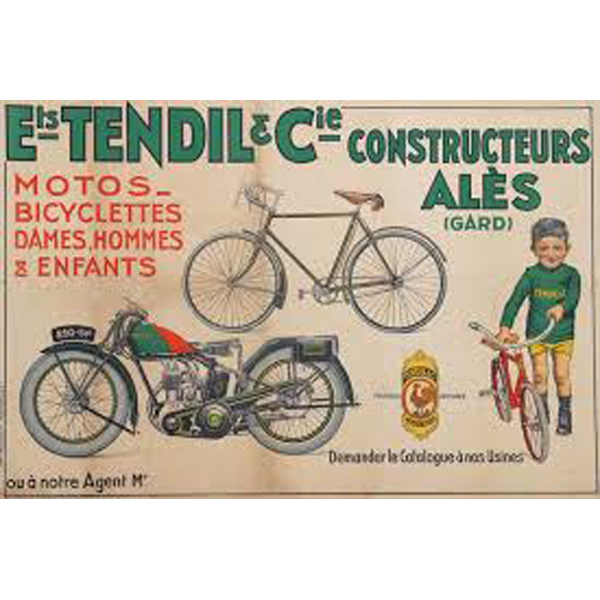 Ets TENDIL & Cie CONSTRUCTEURS
ALÈS
(GARD)
MOTOS_
BICYCLETTES
DAMES, HOMMES
& ENFANTS
TENDIL
Demander le Catalogue à nos Usines
ou à notre Agent Mr